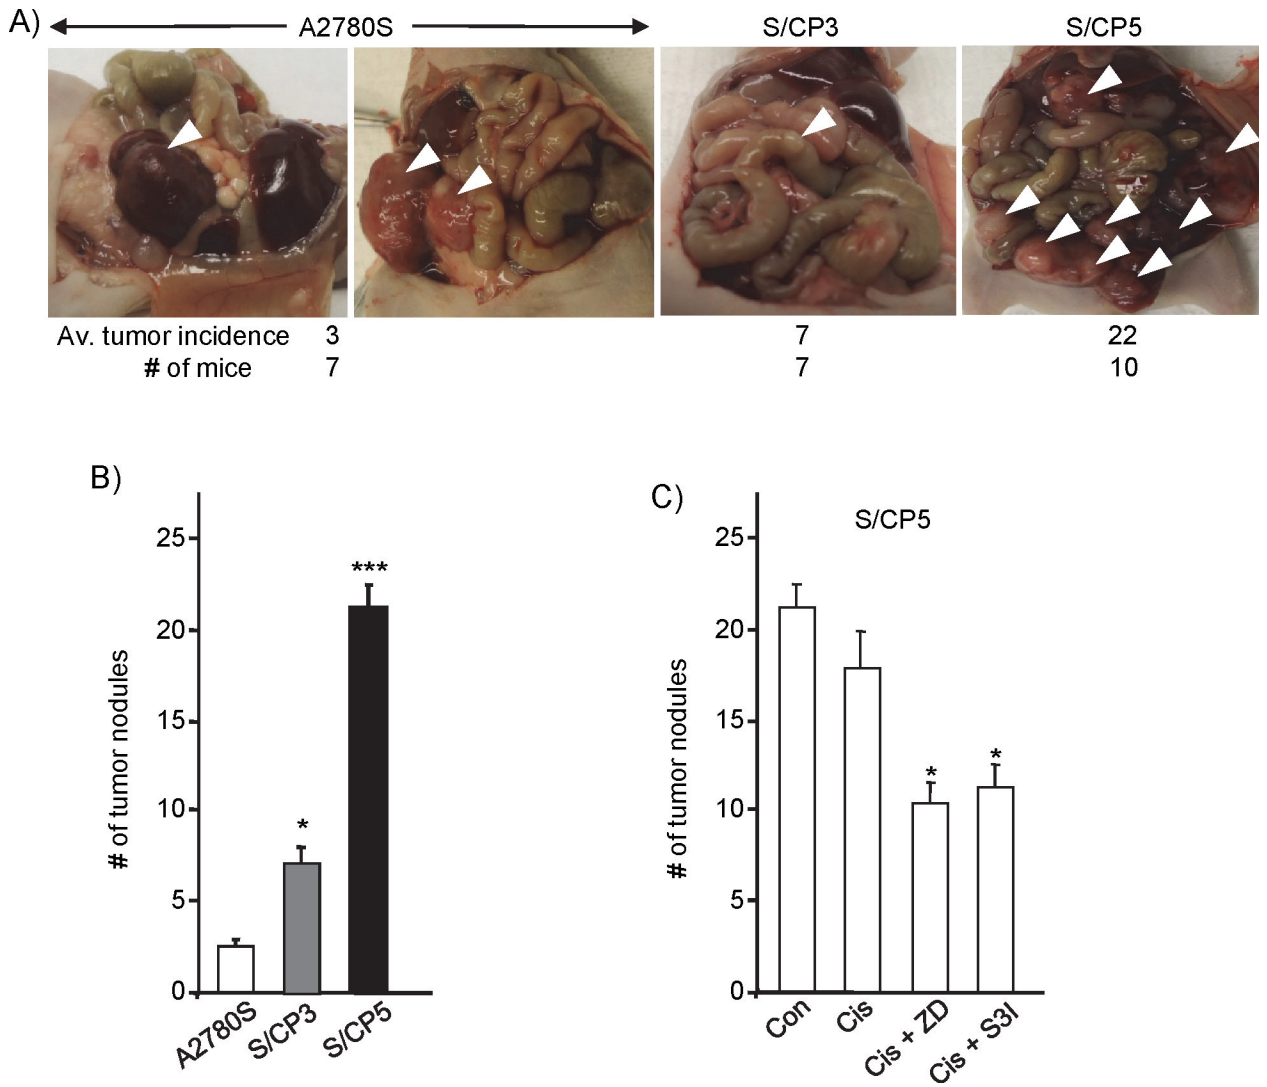 A)
A2780S
S/CP3
S/CP5
Av. tumor incidence 3 7 22
# of mice 7 7 10
B)
25
20
15
10
5
0
# of tumor nodules
***
*
A2780S
S/CP3
S/CP5
C)
S/CP5
25
20
15
10
5
0
# of tumor nodules
*
*
Con
Cis
Cis + ZD
Cis + S3I